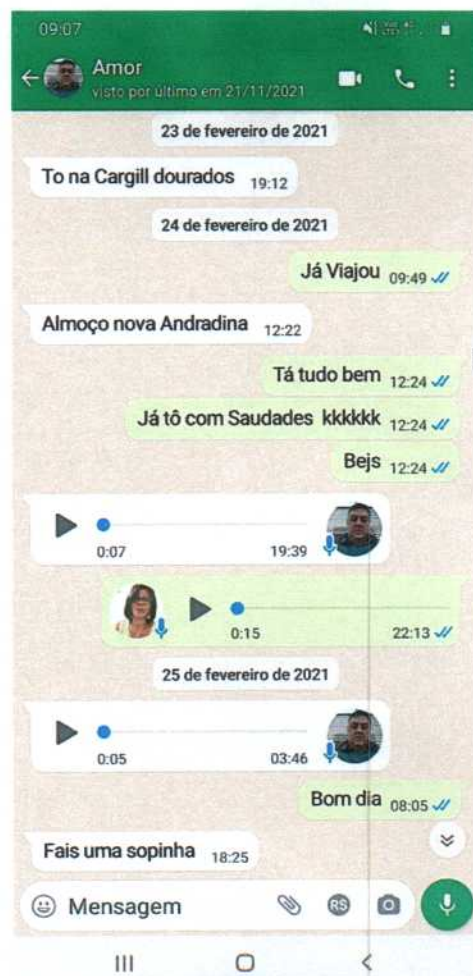 09:07
Amor
visto por último em 21/11/2021
23 de fevereiro de 2021
To na Cargill dourados 19:12
24 de fevereiro de 2021
Já Viajou 09:49
Almoço nova Andradina 12:22
Tá tudo bem 12:24
Já tô com Saudades kkkkkk 12:24
Bejs 12:24
0:07 19:39
0:15 22:13
25 de fevereiro de 2021
0:05 03:46
Bom dia 08:05
Fais uma sopinha 18:25
Mensagem
RS